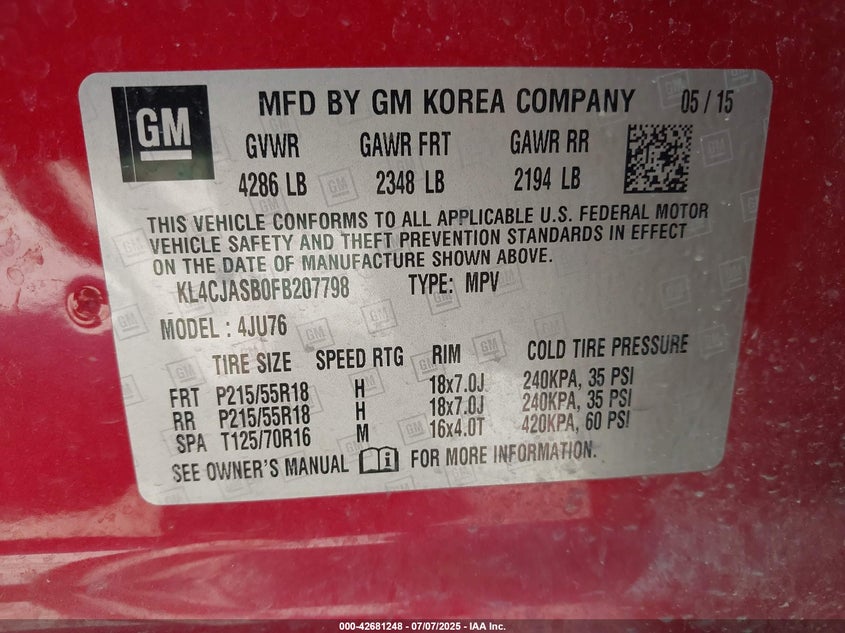 GM MFD BY GM KOREA COMPANY 05 / 15
GVWR GAWR FRT GAWR RR
4286 LB 2348 LB 2194 LB
THIS VEHICLE CONFORMS TO ALL APPLICABLE U.S. FEDERAL MOTOR
VEHICLE SAFETY AND THEFT PREVENTION STANDARDS IN EFFECT
ON THE DATE OF MANUFACTURE SHOWN ABOVE.
KL4CJASB0FB207798 TYPE: MPV
MODEL : 4JU76
TIRE SIZE SPEED RTG RIM COLD TIRE PRESSURE
FRT P215/55R18 H 18x7.0J 240KPA, 35 PSI
RR P215/55R18 H 18x7.0J 240KPA, 35 PSI
SPA T125/70R16 M 16x4.0T 420KPA, 60 PSI
SEE OWNER'S MANUAL FOR MORE INFORMATION.
000-42681248 - 07/07/2025 - IAA Inc.